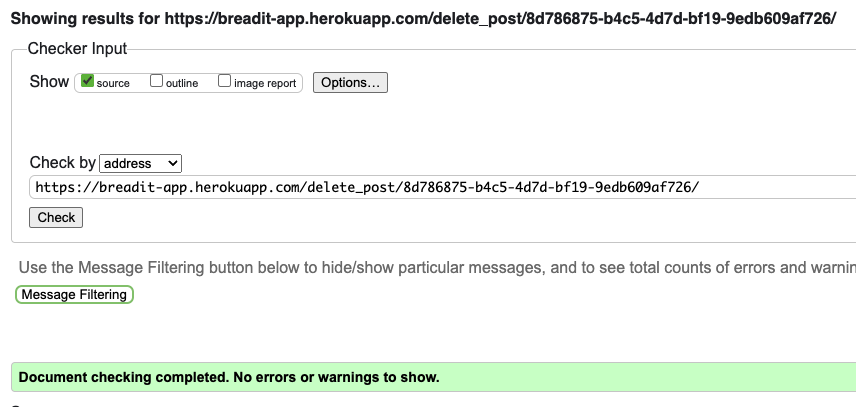 Showing results for https://breadit-app.herokuapp.com/delete_post/8d786875-b4c5-4d7d-bf19-9edb609af726/
Checker Input
Show source outline image report Options...
Check by address
https://breadit-app.herokuapp.com/delete_post/8d786875-b4c5-4d7d-bf19-9edb609af726/
Check
Use the Message Filtering button below to hide/show particular messages, and to see total counts of errors and warnin
Message Filtering
Document checking completed. No errors or warnings to show.